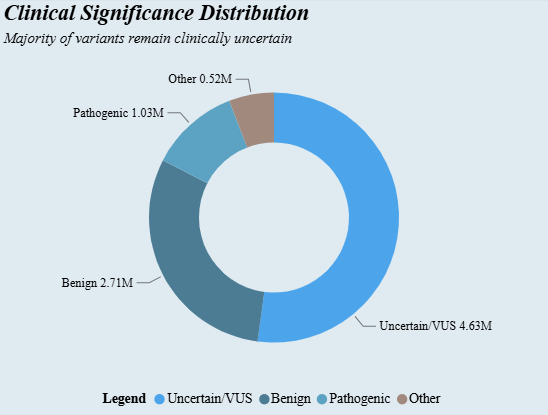 Clinical Significance Distribution
Majority of variants remain clinically uncertain
Other 0.52M
Pathogenic 1.03M
Benign 2.71M
Uncertain/VUS 4.63M
Legend Uncertain/VUS Benign Pathogenic Other